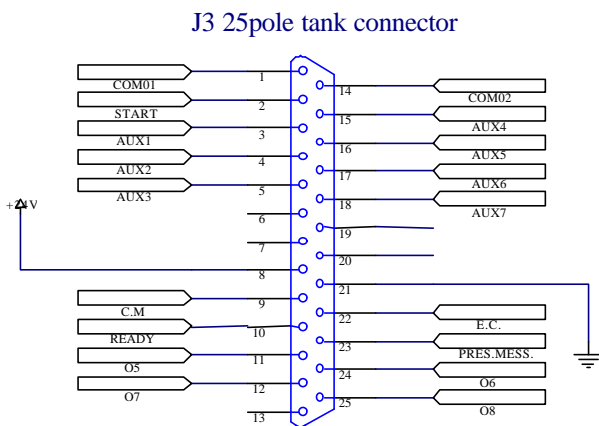 J3 25pole tank connector
COM01 1
14 COM02
START 2
15 AUX4
AUX1 3
16 AUX5
AUX2 4
17 AUX6
AUX3 5
18 AUX7
+24V
6
19
7
20
8
21
C.M 9
22 E.C.
READY 10
23 PRES.MESS.
O5 11
24 O6
O7 12
25 O8
13